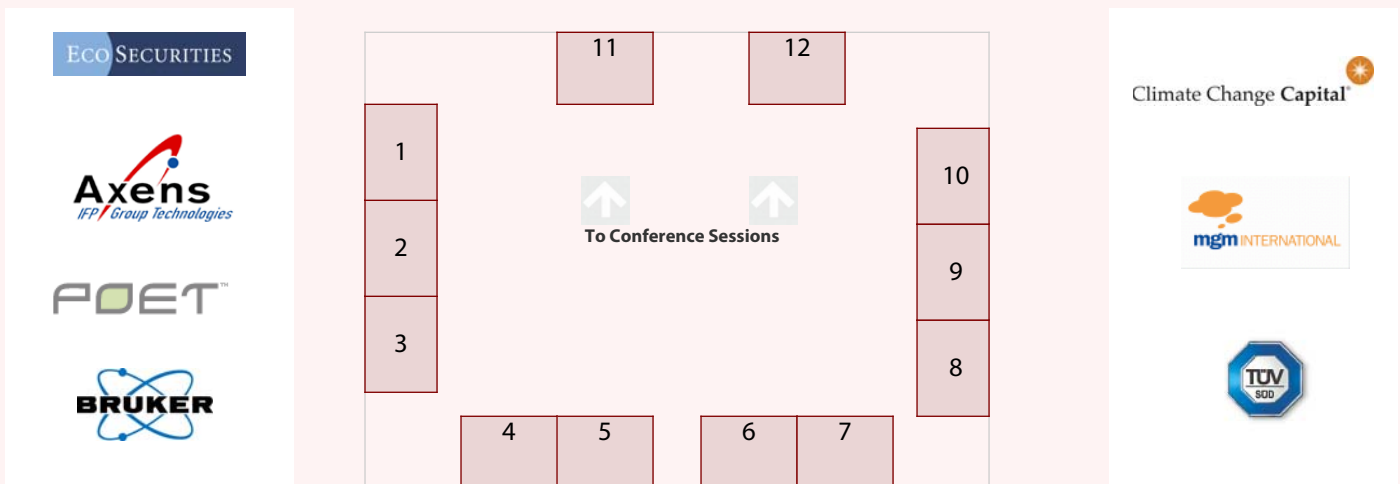 ECOSECURITIES
Axens
IFP Group Technologies
POET™
BRUKER
11
12
1
2
3
To Conference Sessions
10
9
8
4
5
6
7
Climate Change Capital®
mgm INTERNATIONAL
TÜV
SÜD